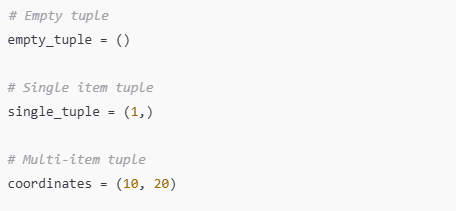 # Empty tuple
empty_tuple = ()
# Single item tuple
single_tuple = (1,)
# Multi-item tuple
coordinates = (10, 20)